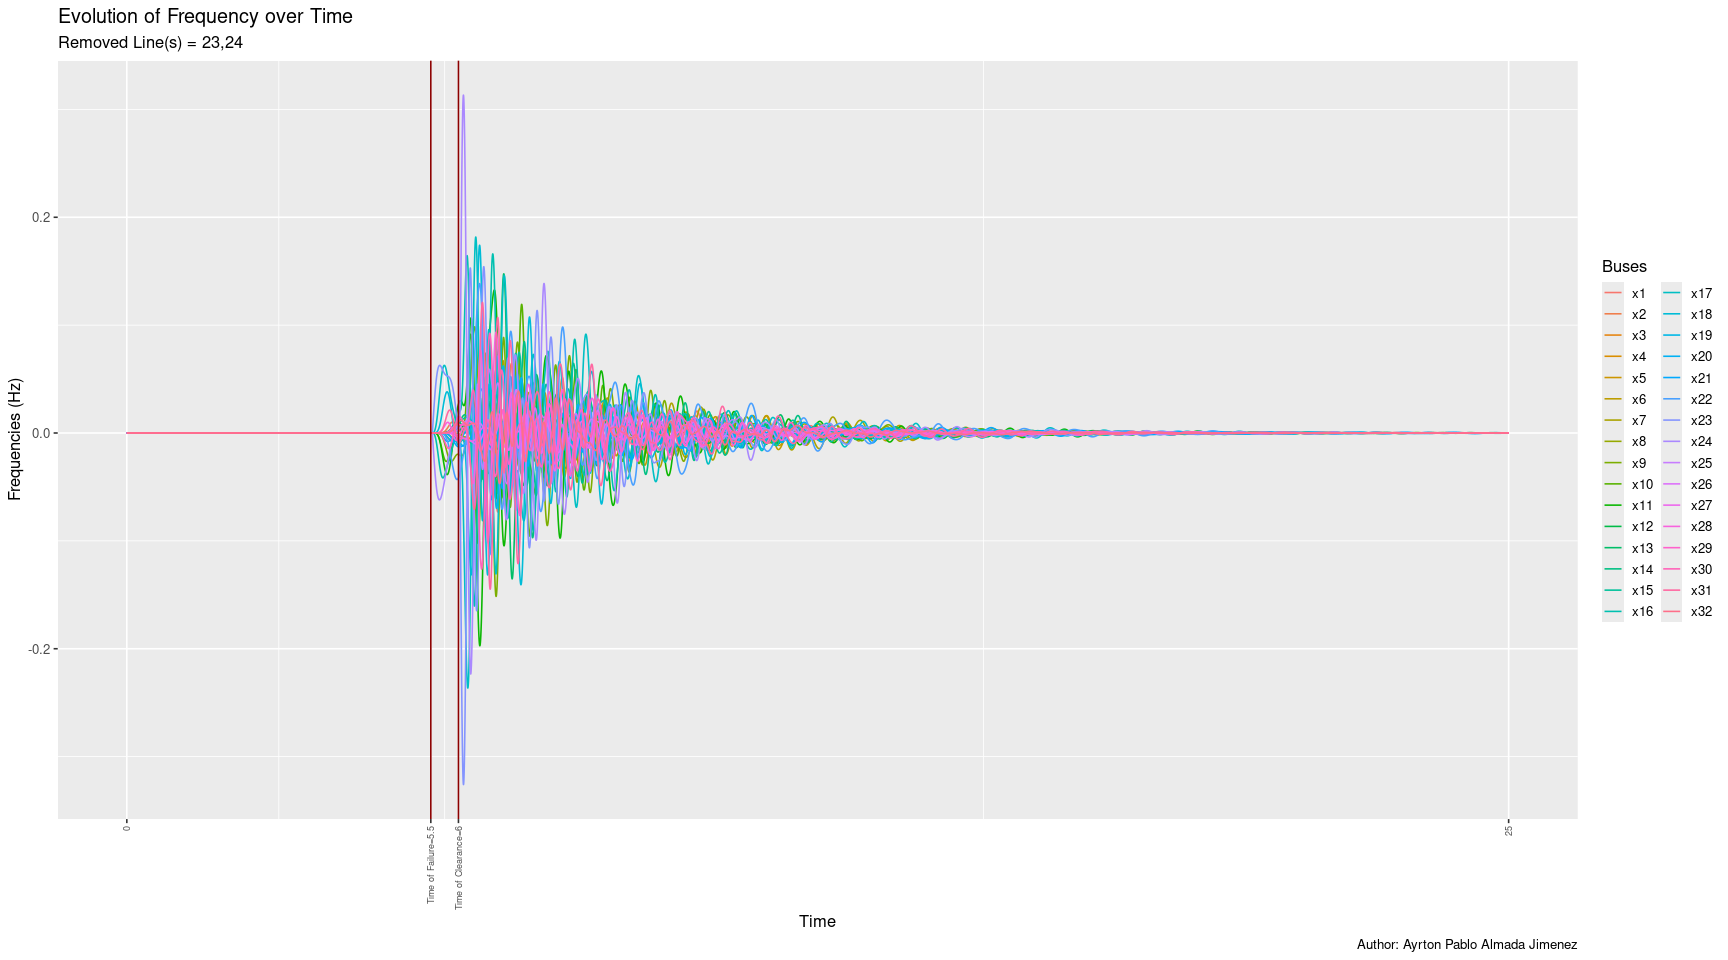 Evolution of Frequency over Time
Removed Line(s) = 23,24
Frequencies (Hz)
0.2
0.0
-0.2
0
Time of Failure=5.5
Time of Clearance=6
25
Time
Buses
x1
x2
x3
x4
x5
x6
x7
x8
x9
x10
x11
x12
x13
x14
x15
x16
x17
x18
x19
x20
x21
x22
x23
x24
x25
x26
x27
x28
x29
x30
x31
x32
Author: Ayrton Pablo Almada Jimenez